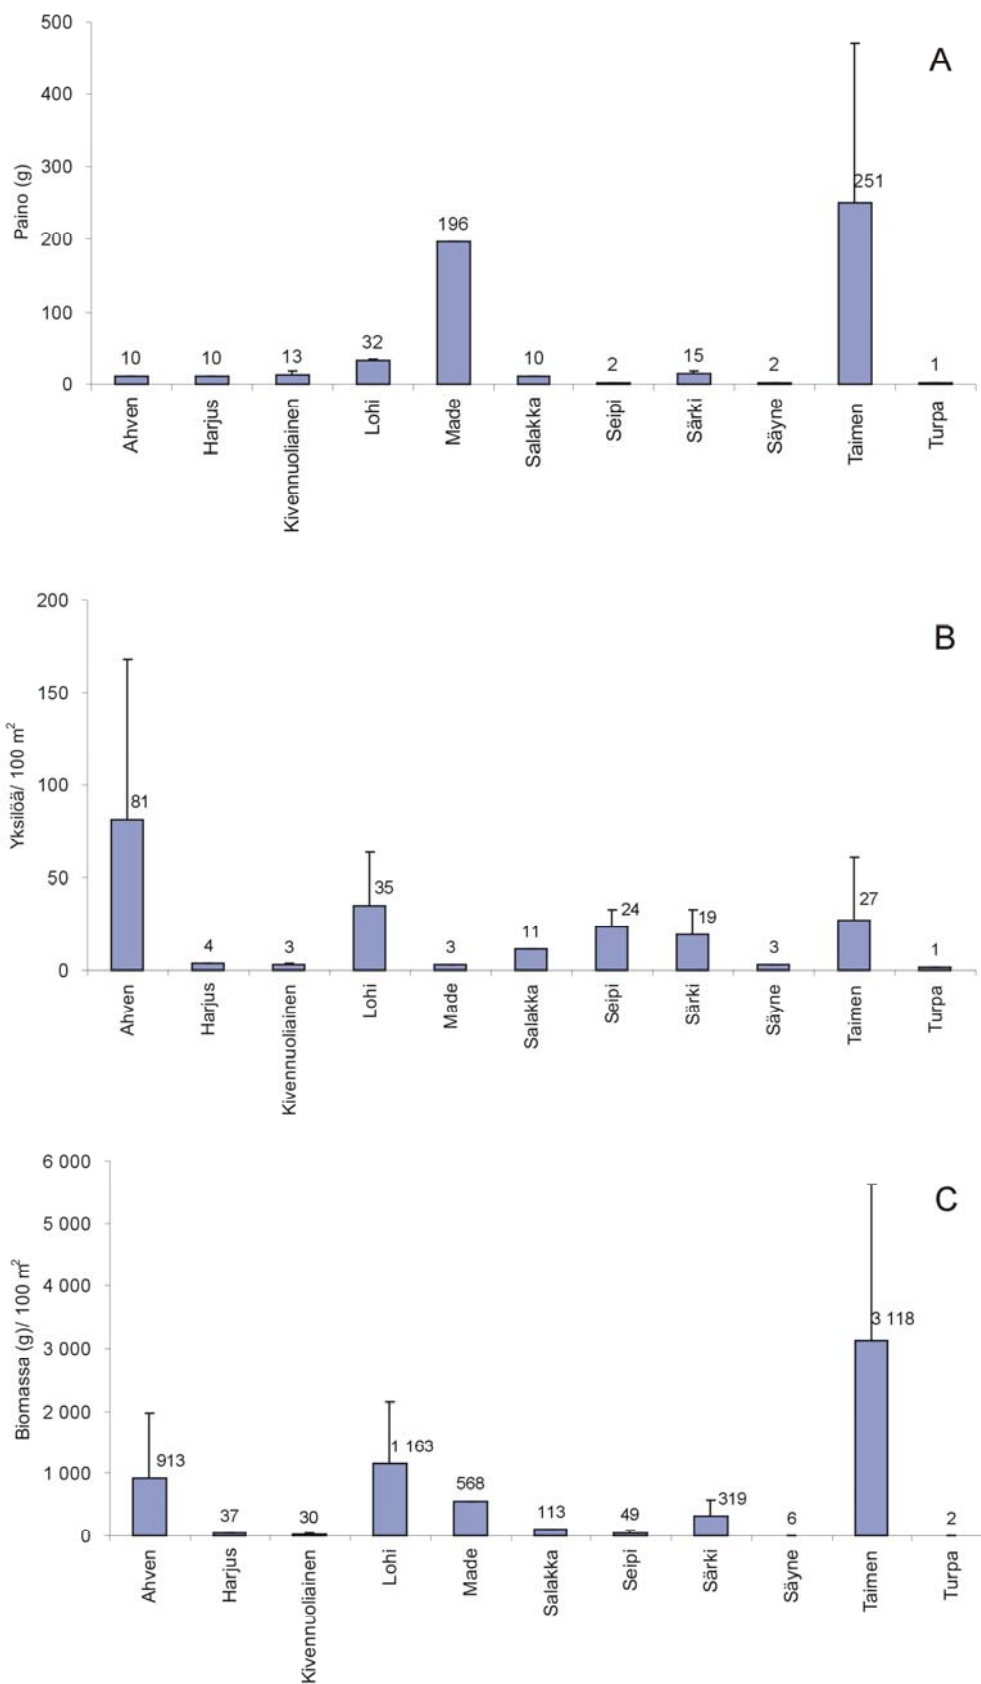 A
Paino (g)
500
400
300
200
100
0
10
10
13
32
196
10
2
15
2
251
1
Ahven
Harjus
Kivennuoliainen
Lohi
Made
Salakka
Seipi
Särki
Säyne
Taimen
Turpa
B
Yksilöä/ 100 m²
200
150
100
50
0
81
4
3
35
3
11
24
19
3
27
1
Ahven
Harjus
Kivennuoliainen
Lohi
Made
Salakka
Seipi
Särki
Säyne
Taimen
Turpa
C
Biomassa (g)/ 100 m²
6 000
5 000
4 000
3 000
2 000
1 000
0
913
37
30
1 163
568
113
49
319
6
3 118
2
Ahven
Harjus
Kivennuoliainen
Lohi
Made
Salakka
Seipi
Särki
Säyne
Taimen
Turpa